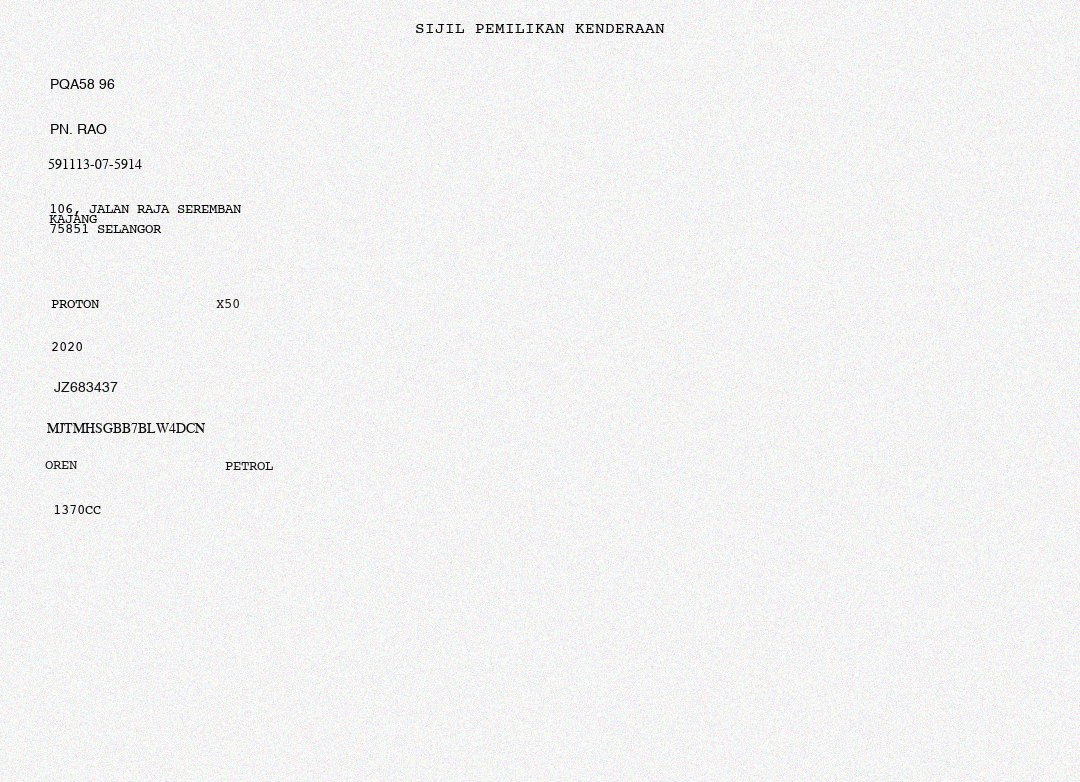 SIJIL PEMILIKAN KENDERAAN
PQA58 96
PN. RAO
591113-07-5914
106, JALAN RAJA SEREMBAN
KAJANG
75851 SELANGOR
PROTON X50
2020
JZ683437
MJTMHSGBB7BLW4DCN
OREN PETROL
1370CC